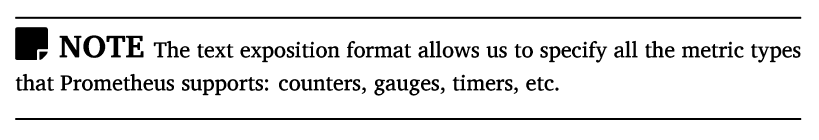 NOTE The text exposition format allows us to specify all the metric types
that Prometheus supports: counters, gauges, timers, etc.